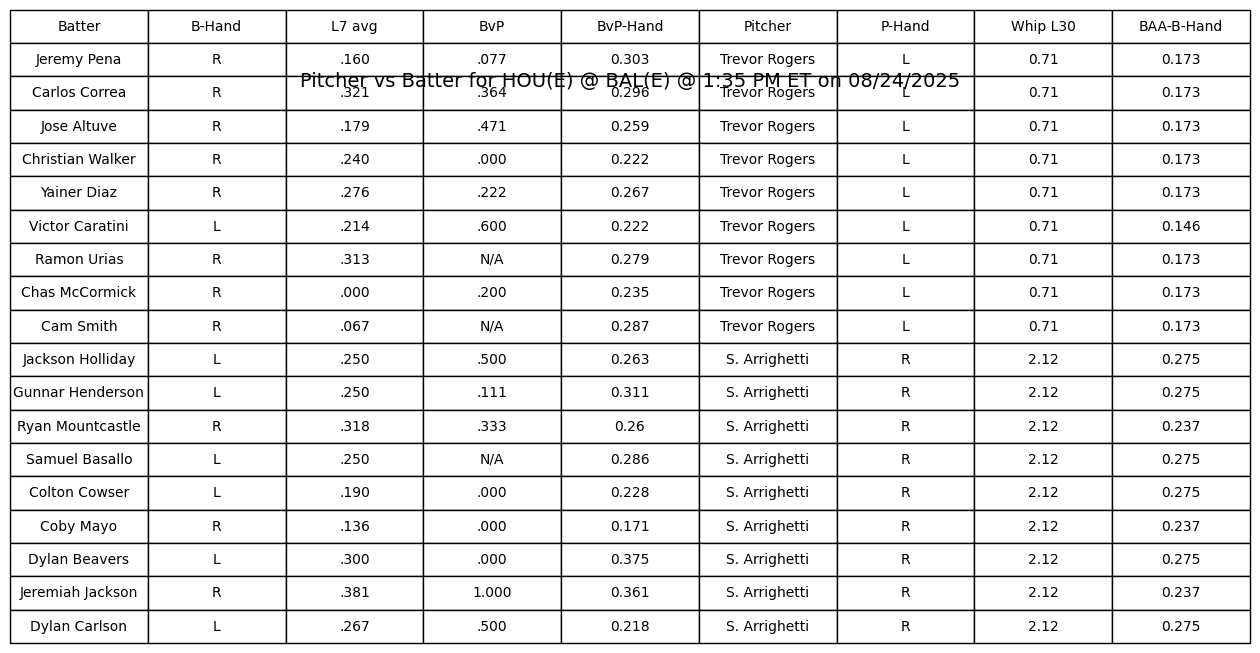 Batter B-Hand L7 avg BvP BvP-Hand Pitcher P-Hand Whip L30 BAA-B-Hand
Jeremy Pena R .160 .077 0.303 Trevor Rogers L 0.71 0.173
Pitcher vs Batter for HOU(E) @ BAL(E) @ 1:35 PM ET on 08/24/2025
Carlos Correa R .321 .364 0.296 Trevor Rogers L 0.71 0.173
Jose Altuve R .179 .471 0.259 Trevor Rogers L 0.71 0.173
Christian Walker R .240 .000 0.222 Trevor Rogers L 0.71 0.173
Yainer Diaz R .276 .222 0.267 Trevor Rogers L 0.71 0.173
Victor Caratini L .214 .600 0.222 Trevor Rogers L 0.71 0.146
Ramon Urias R .313 N/A 0.279 Trevor Rogers L 0.71 0.173
Chas McCormick R .000 .200 0.235 Trevor Rogers L 0.71 0.173
Cam Smith R .067 N/A 0.287 Trevor Rogers L 0.71 0.173
Jackson Holliday L .250 .500 0.263 S. Arrighetti R 2.12 0.275
Gunnar Henderson L .250 .111 0.311 S. Arrighetti R 2.12 0.275
Ryan Mountcastle R .318 .333 0.26 S. Arrighetti R 2.12 0.237
Samuel Basallo L .250 N/A 0.286 S. Arrighetti R 2.12 0.275
Colton Cowser L .190 .000 0.228 S. Arrighetti R 2.12 0.275
Coby Mayo R .136 .000 0.171 S. Arrighetti R 2.12 0.237
Dylan Beavers L .300 .000 0.375 S. Arrighetti R 2.12 0.275
Jeremiah Jackson R .381 1.000 0.361 S. Arrighetti R 2.12 0.237
Dylan Carlson L .267 .500 0.218 S. Arrighetti R 2.12 0.275